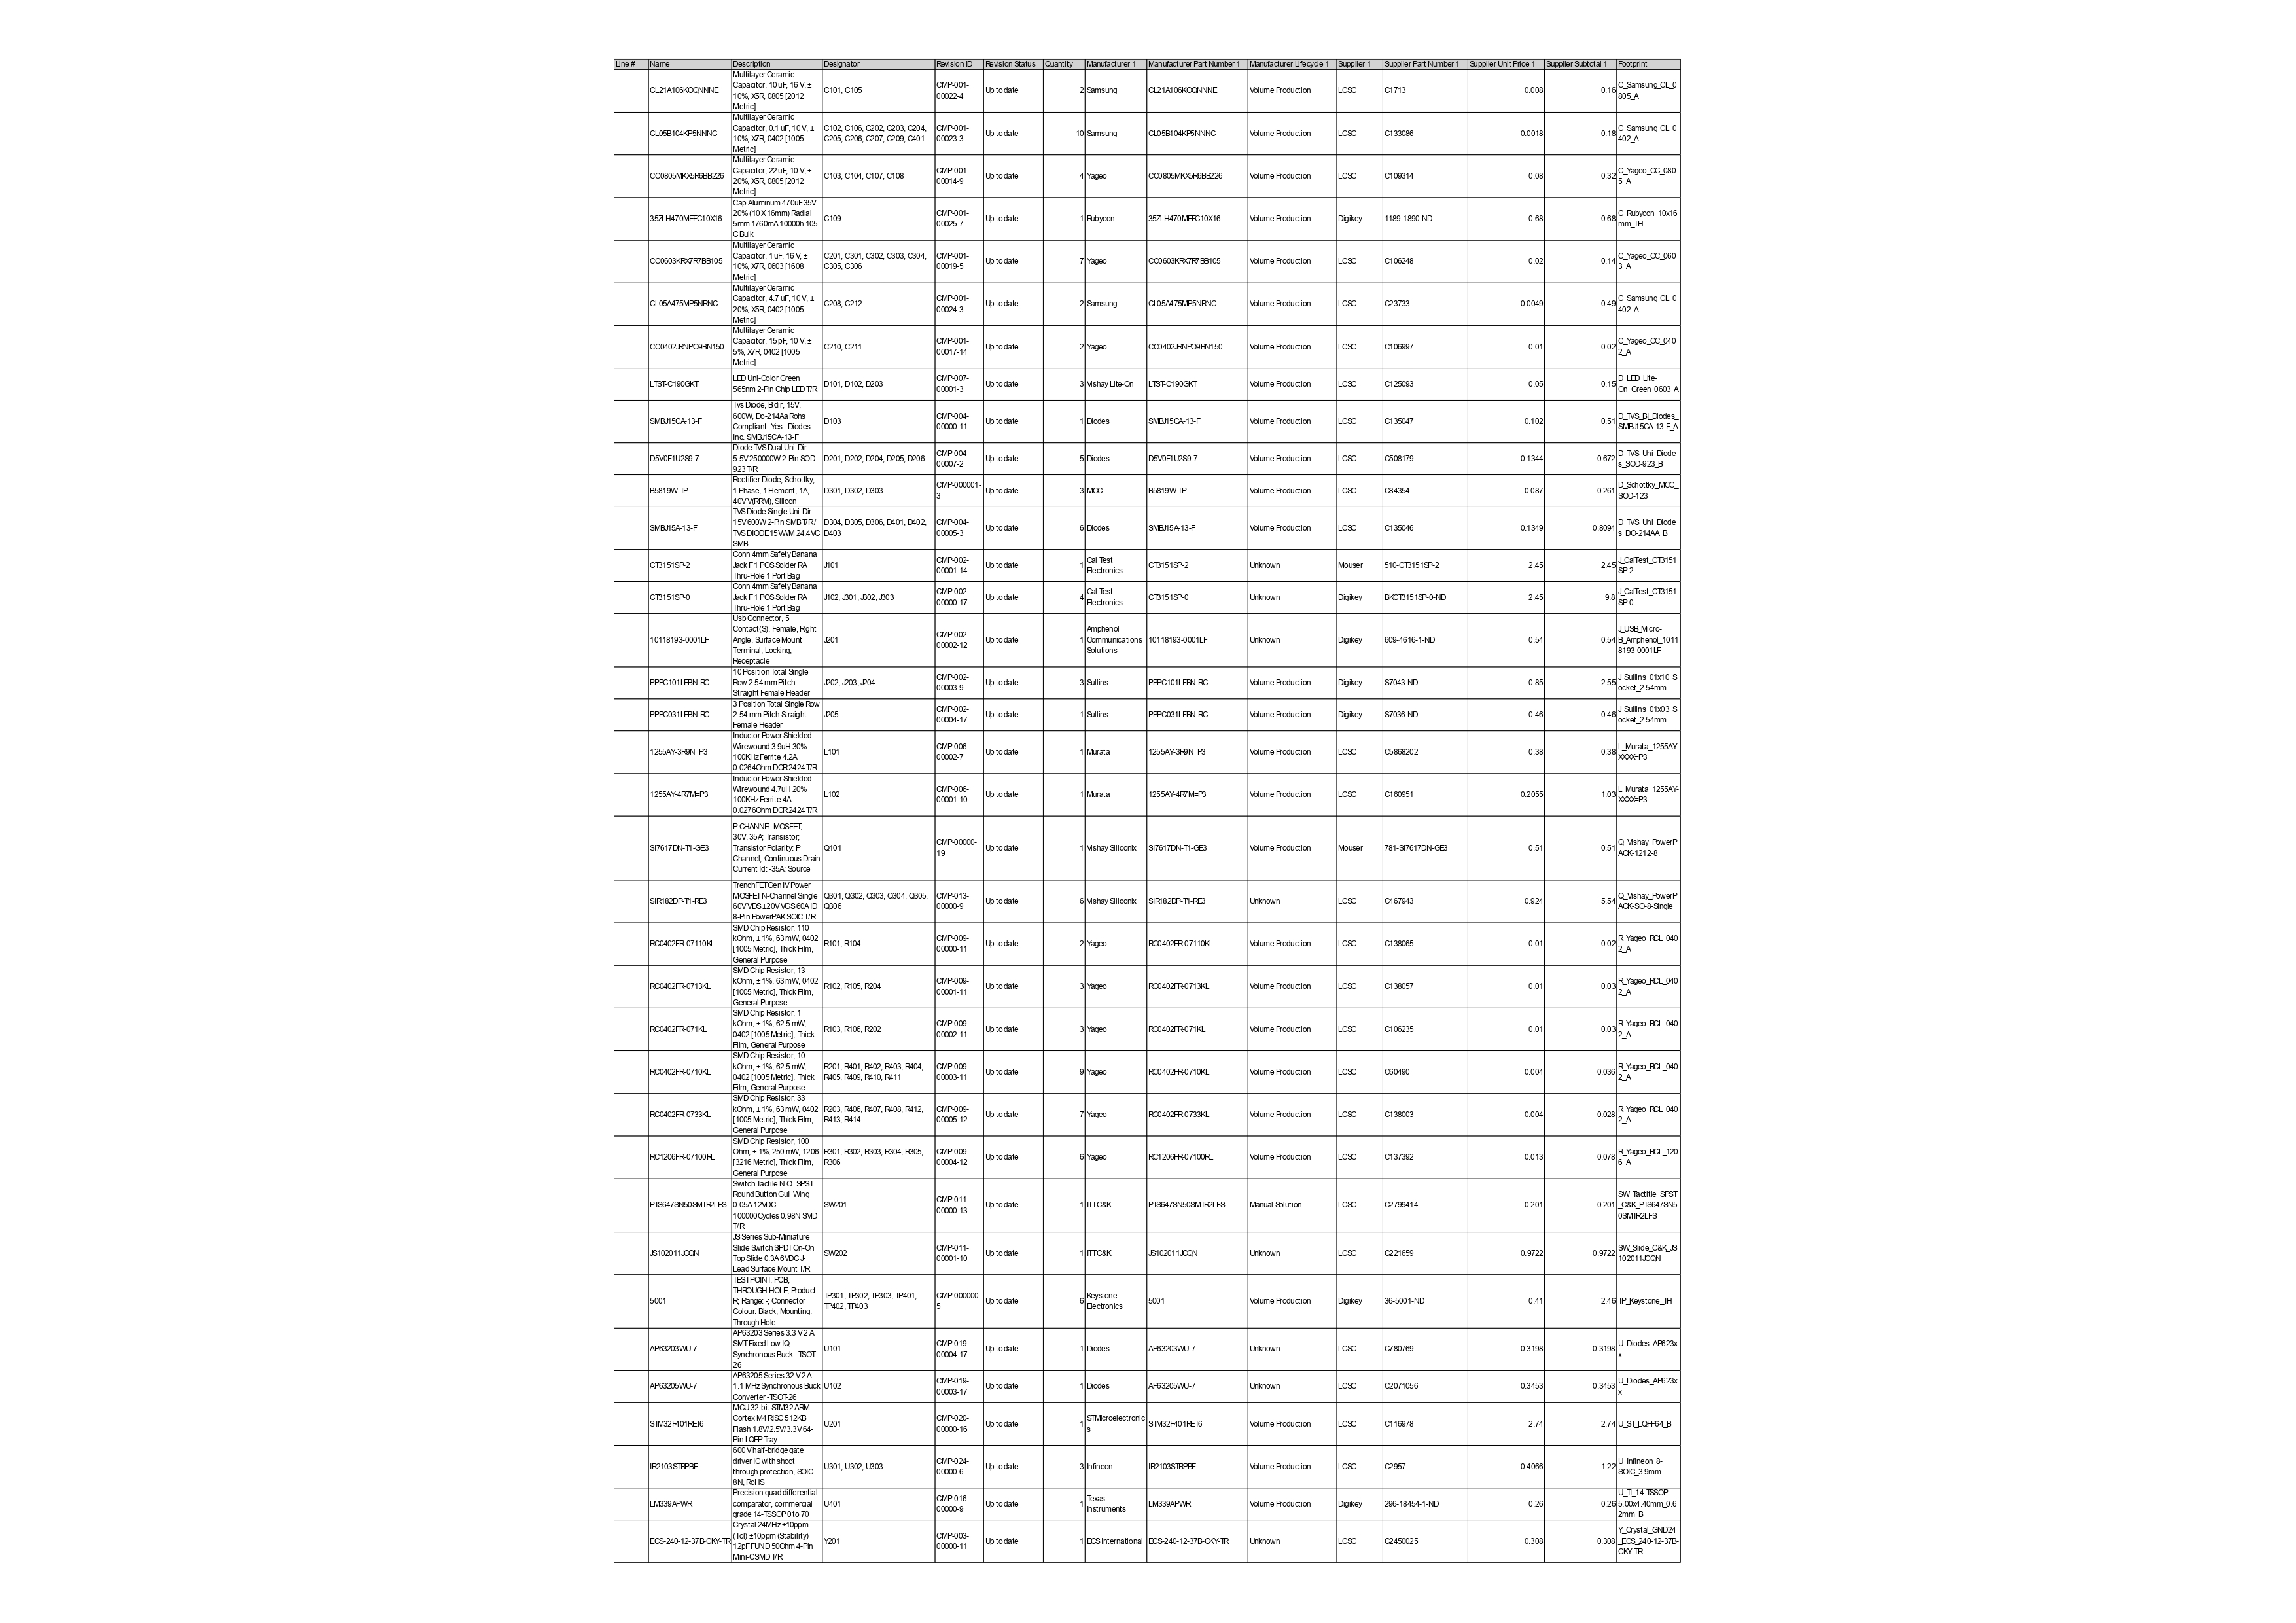 Line # Name Description Designator Revision ID Revision Status Quantity Manufacturer 1 Manufacturer Part Number 1 Manufacturer Lifecycle 1 Supplier 1 Supplier Part Number 1 Supplier Unit Price 1 Supplier Subtotal 1 Footprint
CL21A106KOQNNNE Multilayer Ceramic Capacitor, 10 uF, 16 V, ± 10%, X5R, 0805 [2012 Metric] C101, C105 CMP-001-00022-4 Up to date 2 Samsung CL21A106KOQNNNE Volume Production LCSC C1713 0.008 0.16 C_Samsung_CL_0805_A
CL05B104KP5NNNC Multilayer Ceramic Capacitor, 0.1 uF, 10 V, ± 10%, X7R, 0402 [1005 Metric] C102, C106, C202, C203, C204, C205, C206, C207, C209, C401 CMP-001-00023-3 Up to date 10 Samsung CL05B104KP5NNNC Volume Production LCSC C133086 0.0018 0.18 C_Samsung_CL_0402_A
CC0805MKX5R6BB226 Multilayer Ceramic Capacitor, 22 uF, 10 V, ± 20%, X5R, 0805 [2012 Metric] C103, C104, C107, C108 CMP-001-00014-9 Up to date 4 Yageo CC0805MKX5R6BB226 Volume Production LCSC C109314 0.08 0.32 C_Yageo_CC_0805_A
35ZLH470MEFC10X16 Cap Aluminum 470uF 35V 20% (10 X 16mm) Radial 5mm 1760mA 10000h 105 C Bulk C109 CMP-001-00025-7 Up to date 1 Rubycon 35ZLH470MEFC10X16 Volume Production Digikey 1189-1890-ND 0.68 0.68 C_Rubycon_10x16mm_TH
CC0603KRX7R7BB105 Multilayer Ceramic Capacitor, 1 uF, 16 V, ± 10%, X7R, 0603 [1608 Metric] C201, C301, C302, C303, C304, C305, C306 CMP-001-00019-5 Up to date 7 Yageo CC0603KRX7R7BB105 Volume Production LCSC C106248 0.02 0.14 C_Yageo_CC_0603_A
CL05A475MP5NRNC Multilayer Ceramic Capacitor, 4.7 uF, 10 V, ± 20%, X5R, 0402 [1005 Metric] C208, C212 CMP-001-00024-3 Up to date 2 Samsung CL05A475MP5NRNC Volume Production LCSC C23733 0.0049 0.49 C_Samsung_CL_0402_A
CC0402JRNPO9BN150 Multilayer Ceramic Capacitor, 15 pF, 10 V, ± 5%, X7R, 0402 [1005 Metric] C210, C211 CMP-001-00017-14 Up to date 2 Yageo CC0402JRNPO9BN150 Volume Production LCSC C106997 0.01 0.02 C_Yageo_CC_0402_A
LTST-C190GKT LED Uni-Color Green 565nm 2-Pin Chip LED T/R D101, D102, D203 CMP-007-00001-3 Up to date 3 Vishay Lite-On LTST-C190GKT Volume Production LCSC C125093 0.05 0.15 D_LED_Lite-On_Green_0603_A
SMBJ15CA-13-F Tvs Diode, Bidir, 15V, 600W, Do-214Aa Rohs Compliant: Yes | Diodes Inc. SMBJ15CA-13-F D103 CMP-004-00000-11 Up to date 1 Diodes SMBJ15CA-13-F Volume Production LCSC C135047 0.102 0.51 D_TVS_BI_Diodes_SMBJ15CA-13-F_A
D5V0F1U2S9-7 Diode TVS Dual Uni-Dir 5.5V 250000W 2-Pin SOD-923 T/R D201, D202, D204, D205, D206 CMP-004-00007-2 Up to date 5 Diodes D5V0F1U2S9-7 Volume Production LCSC C508179 0.1344 0.672 D_TVS_Uni_Diodes_SOD-923_B
B5819W-TP Rectifier Diode, Schottky, 1 Phase, 1 Element, 1A, 40V V(RRM), Silicon D301, D302, D303 CMP-000001-3 Up to date 3 MCC B5819W-TP Volume Production LCSC C84354 0.087 0.261 D_Schottky_MCC_SOD-123
SMBJ15A-13-F TVS Diode Single Uni-Dir 15V 600W 2-Pin SMB T/R / TVS DIODE 15VWM 24.4VC SMB D304, D305, D306, D401, D402, D403 CMP-004-00005-3 Up to date 6 Diodes SMBJ15A-13-F Volume Production LCSC C135046 0.1349 0.8094 D_TVS_Uni_Diodes_DO-214AA_B
CT3151SP-2 Conn 4mm Safety Banana Jack F 1 POS Solder RA Thru-Hole 1 Port Bag J101 CMP-002-00001-14 Up to date 1 Cal Test Electronics CT3151SP-2 Unknown Mouser 510-CT3151SP-2 2.45 2.45 J_CalTest_CT3151SP-2
CT3151SP-0 Conn 4mm Safety Banana Jack F 1 POS Solder RA Thru-Hole 1 Port Bag J102, J301, J302, J303 CMP-002-00000-17 Up to date 4 Cal Test Electronics CT3151SP-0 Unknown Digikey BKCT3151SP-0-ND 2.45 9.8 J_CalTest_CT3151SP-0
10118193-0001LF Usb Connector, 5 Contact(S), Female, Right Angle, Surface Mount Terminal, Locking, Receptacle J201 CMP-002-00002-12 Up to date 1 Amphenol Communications Solutions 10118193-0001LF Unknown Digikey 609-4616-1-ND 0.54 0.54 J_USB_Micro-B_Amphenol_10118193-0001LF
PPPC101LFBN-RC 10 Position Total Single Row 2.54 mm Pitch Straight Female Header J202, J203, J204 CMP-002-00003-9 Up to date 3 Sullins PPPC101LFBN-RC Volume Production Digikey S7043-ND 0.85 2.55 J_Sullins_01x10_Socket_2.54mm
PPPC031LFBN-RC 3 Position Total Single Row 2.54 mm Pitch Straight Female Header J205 CMP-002-00004-17 Up to date 1 Sullins PPPC031LFBN-RC Volume Production Digikey S7036-ND 0.46 0.46 J_Sullins_01x03_Socket_2.54mm
1255AY-3R9N=P3 Inductor Power Shielded Wirewound 3.9uH 30% 100KHz Ferrite 4.2A 0.0264Ohm DCR 2424 T/R L101 CMP-006-00002-7 Up to date 1 Murata 1255AY-3R9N=P3 Volume Production LCSC C5868202 0.38 0.38 L_Murata_1255AY-XXXX=P3
1255AY-4R7M=P3 Inductor Power Shielded Wirewound 4.7uH 20% 100KHz Ferrite 4A 0.0276Ohm DCR 2424 T/R L102 CMP-006-00001-10 Up to date 1 Murata 1255AY-4R7M=P3 Volume Production LCSC C160951 0.2055 1.03 L_Murata_1255AY-XXXX=P3
SI7617DN-T1-GE3 P CHANNEL MOSFET, -30V, 35A; Transistor; Transistor Polarity: P Channel; Continuous Drain Current Id: -35A; Source Q101 CMP-00000-19 Up to date 1 Vishay Siliconix SI7617DN-T1-GE3 Volume Production Mouser 781-SI7617DN-GE3 0.51 0.51 Q_Vishay_PowerPACK-1212-8
SIR182DP-T1-RE3 TrenchFET Gen IV Power MOSFET N-Channel Single 60V VDS ±20V VGS 60A ID 8-Pin PowerPAK SOIC T/R Q301, Q302, Q303, Q304, Q305, Q306 CMP-013-00000-9 Up to date 6 Vishay Siliconix SIR182DP-T1-RE3 Unknown LCSC C467943 0.924 5.54 Q_Vishay_PowerPACK-SO-8-Single
RC0402FR-07110KL SMD Chip Resistor, 110 kOhm, ± 1%, 63 mW, 0402 [1005 Metric], Thick Film, General Purpose R101, R104 CMP-009-00000-11 Up to date 2 Yageo RC0402FR-07110KL Volume Production LCSC C138065 0.01 0.02 R_Yageo_RCL_0402_A
RC0402FR-0713KL SMD Chip Resistor, 13 kOhm, ± 1%, 63 mW, 0402 [1005 Metric], Thick Film, General Purpose R102, R105, R204 CMP-009-00001-11 Up to date 3 Yageo RC0402FR-0713KL Volume Production LCSC C138057 0.01 0.03 R_Yageo_RCL_0402_A
RC0402FR-071KL SMD Chip Resistor, 1 kOhm, ± 1%, 62.5 mW, 0402 [1005 Metric], Thick Film, General Purpose R103, R106, R202 CMP-009-00002-11 Up to date 3 Yageo RC0402FR-071KL Volume Production LCSC C106235 0.01 0.03 R_Yageo_RCL_0402_A
RC0402FR-0710KL SMD Chip Resistor, 10 kOhm, ± 1%, 62.5 mW, 0402 [1005 Metric], Thick Film, General Purpose R201, R401, R402, R403, R404, R405, R409, R410, R411 CMP-009-00003-11 Up to date 9 Yageo RC0402FR-0710KL Volume Production LCSC C60490 0.004 0.036 R_Yageo_RCL_0402_A
RC0402FR-0733KL SMD Chip Resistor, 33 kOhm, ± 1%, 63 mW, 0402 [1005 Metric], Thick Film, General Purpose R203, R406, R407, R408, R412, R413, R414 CMP-009-00005-12 Up to date 7 Yageo RC0402FR-0733KL Volume Production LCSC C138003 0.004 0.028 R_Yageo_RCL_0402_A
RC1206FR-07100RL SMD Chip Resistor, 100 Ohm, ± 1%, 250 mW, 1206 [3216 Metric], Thick Film, General Purpose R301, R302, R303, R304, R305, R306 CMP-009-00004-12 Up to date 6 Yageo RC1206FR-07100RL Volume Production LCSC C137392 0.013 0.078 R_Yageo_RCL_1206_A
PTS647SN50SMTR2LFS Switch Tactile N.O. SPST Round Button Gull Wing 0.05A 12VDC 100000Cycles 0.98N SMD T/R SW201 CMP-011-00000-13 Up to date 1 ITT C&K PTS647SN50SMTR2LFS Manual Solution LCSC C2799414 0.201 0.201 SW_Tactitle_SPST_C&K_PTS647SN50SMTR2LFS
JS102011JCQN JS Series Sub-Miniature Slide Switch SPDT On-On Top Slide 0.3A 6VDC J-Lead Surface Mount T/R SW202 CMP-011-00001-10 Up to date 1 ITT C&K JS102011JCQN Unknown LCSC C221659 0.9722 0.9722 SW_Slide_C&K_JS102011JCQN
5001 TEST POINT, PCB, THROUGH HOLE; Product R; Range: -; Connector Colour: Black; Mounting: Through Hole TP301, TP302, TP303, TP401, TP402, TP403 CMP-000000-5 Up to date 6 Keystone Electronics 5001 Volume Production Digikey 36-5001-ND 0.41 2.46 TP_Keystone_TH
AP63203WU-7 AP63203 Series 3.3 V 2 A SMT Fixed Low IQ Synchronous Buck - TSOT-26 U101 CMP-019-00004-17 Up to date 1 Diodes AP63203WU-7 Unknown LCSC C780769 0.3198 0.3198 U_Diodes_AP623xx
AP63205WU-7 AP63205 Series 32 V 2 A 1.1 MHz Synchronous Buck Converter -TSOT-26 U102 CMP-019-00003-17 Up to date 1 Diodes AP63205WU-7 Unknown LCSC C2071056 0.3453 0.3453 U_Diodes_AP623xx
STM32F401RET6 MCU 32-bit STM32 ARM Cortex M4 RISC 512KB Flash 1.8V/2.5V/3.3V 64-Pin LQFP Tray U201 CMP-020-00000-16 Up to date 1 STMicroelectronics STM32F401RET6 Volume Production LCSC C116978 2.74 2.74 U_ST_LQFP64_B
IR2103STRPBF 600 V half-bridge gate driver IC with shoot through protection, SOIC 8N, RoHS U301, U302, U303 CMP-024-00000-6 Up to date 3 Infineon IR2103STRPBF Volume Production LCSC C2957 0.4066 1.22 U_Infineon_8-SOIC_3.9mm
LM339APWR Precision quad differential comparator, commercial grade 14-TSSOP 0 to 70 U401 CMP-016-00000-9 Up to date 1 Texas Instruments LM339APWR Volume Production Digikey 296-18454-1-ND 0.26 0.26 U_TI_14-TSSOP-5.00x4.40mm_0.62mm_B
ECS-240-12-37B-CKY-TR Crystal 24MHz ±10ppm (Tol) ±10ppm (Stability) 12pF FUND 50Ohm 4-Pin Mini-CSMD T/R Y201 CMP-003-00000-11 Up to date 1 ECS International ECS-240-12-37B-CKY-TR Unknown LCSC C2450025 0.308 0.308 Y_Crystal_GND24_ECS_240-12-37B-CKY-TR